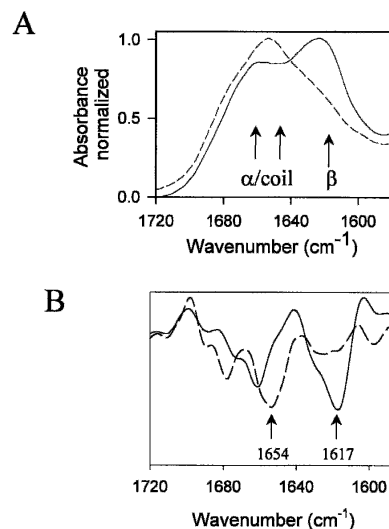 A
Absorbance
normalized
1.0
0.5
0.0
α/coil
β
1720
1680
1640
1600
Wavenumber (cm⁻¹)
B
1654
1617
1720
1680
1640
1600
Wavenumber (cm⁻¹)